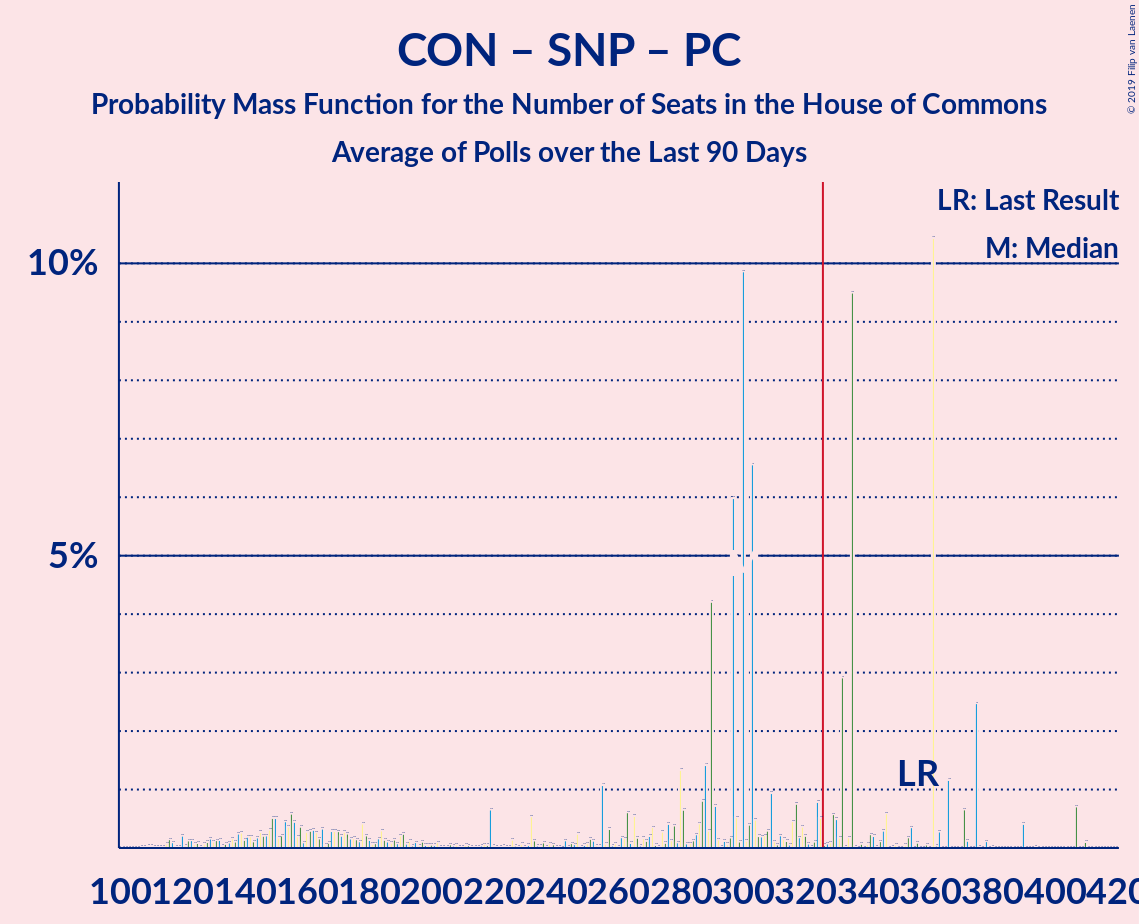 CON – SNP – PC
Probability Mass Function for the Number of Seats in the House of Commons
Average of Polls over the Last 90 Days
© 2019 Filip van Laenen
LR: Last Result
M: Median
10%
5%
LR
100 120 140 160 180 200 220 240 260 280 300 320 340 360 380 400 420